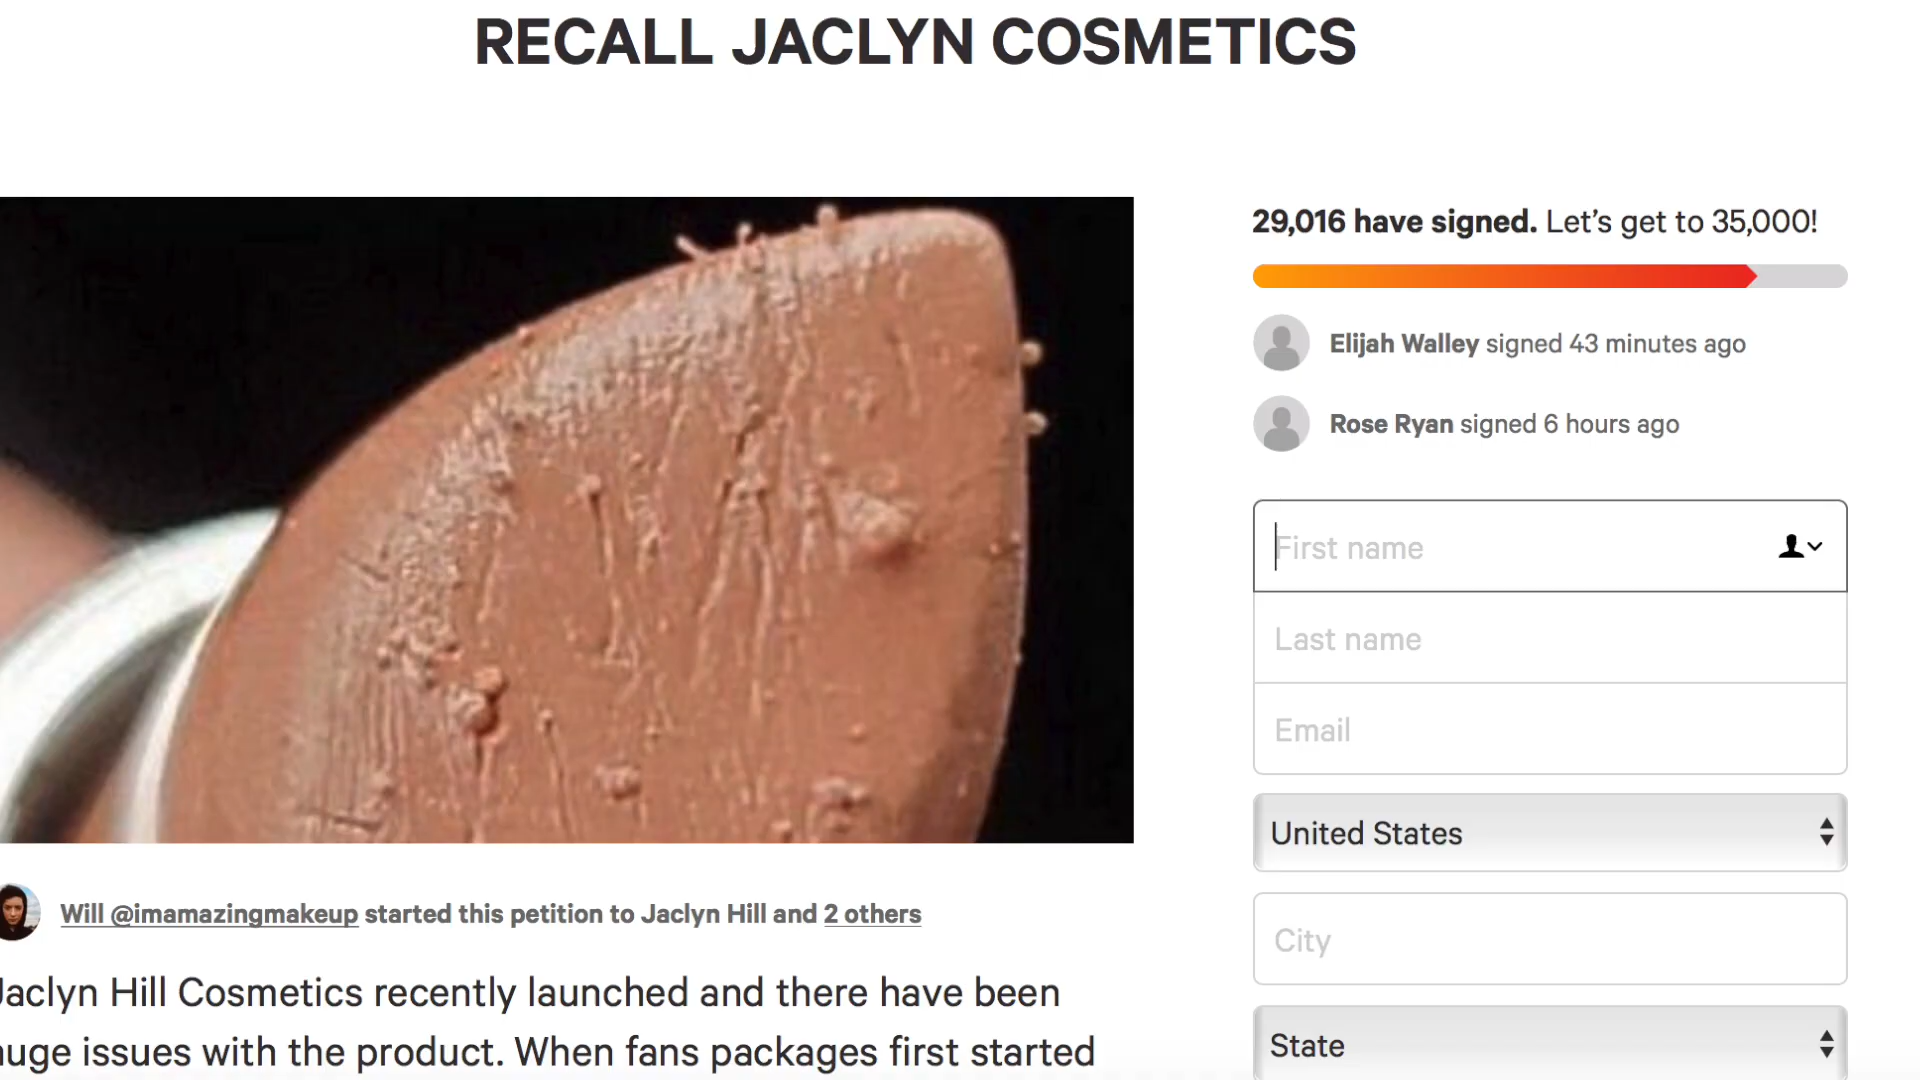 RECALL JACLYN COSMETICS
29,016 have signed. Let's get to 35,000!
Elijah Walley signed 43 minutes ago
Rose Ryan signed 6 hours ago
First name
Last name
Email
United States
City
State
Will @imamazingmakeup started this petition to Jaclyn Hill and 2 others
Jaclyn Hill Cosmetics recently launched and there have been
huge issues with the product. When fans packages first started